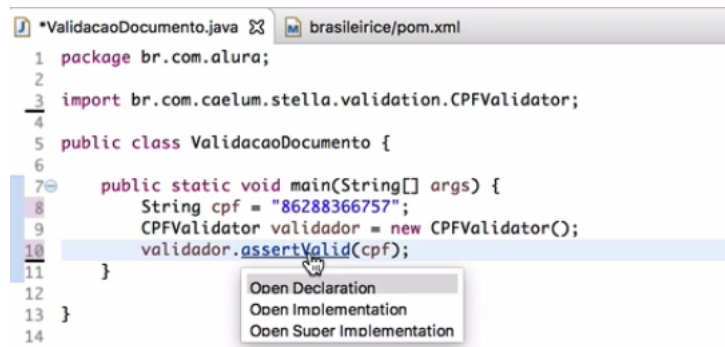 *ValidacaoDocumento.java brasileirice/pom.xml
1 package br.com.alura;
2
3 import br.com.caelum.stella.validation.CPFValidator;
4
5 public class ValidacaoDocumento {
6
7 public static void main(String[] args) {
8 String cpf = "86288366757";
9 CPFValidator validador = new CPFValidator();
10 validador.assertValid(cpf);
11 }
12
13 }
14
Open Declaration
Open Implementation
Open Super Implementation